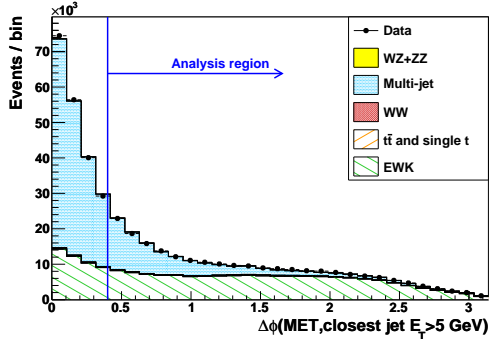 ×10³
Events / bin
70
60
50
40
30
20
10
0
0
0.5
1
1.5
2
2.5
3
Δϕ(MET,closest jet E_T>5 GeV)
Analysis region
Data
WZ+ZZ
Multi-jet
WW
tt̄ and single t
EWK